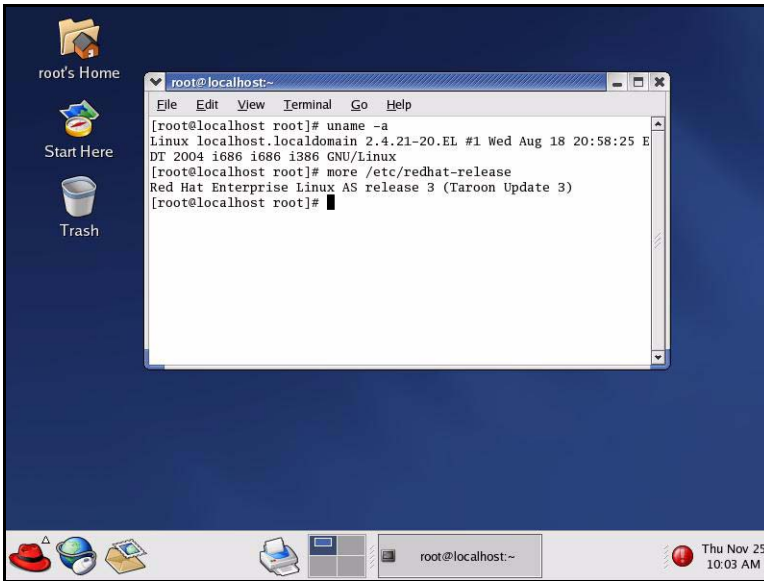 root's Home
Start Here
Trash
root@localhost:~
File Edit View Terminal Go Help
[root@localhost root]# uname -a
Linux localhost.localdomain 2.4.21-20.EL #1 Wed Aug 18 20:58:25 E
DT 2004 i686 i686 i386 GNU/Linux
[root@localhost root]# more /etc/redhat-release
Red Hat Enterprise Linux AS release 3 (Taroon Update 3)
[root@localhost root]#
root@localhost:~
Thu Nov 25
10:03 AM